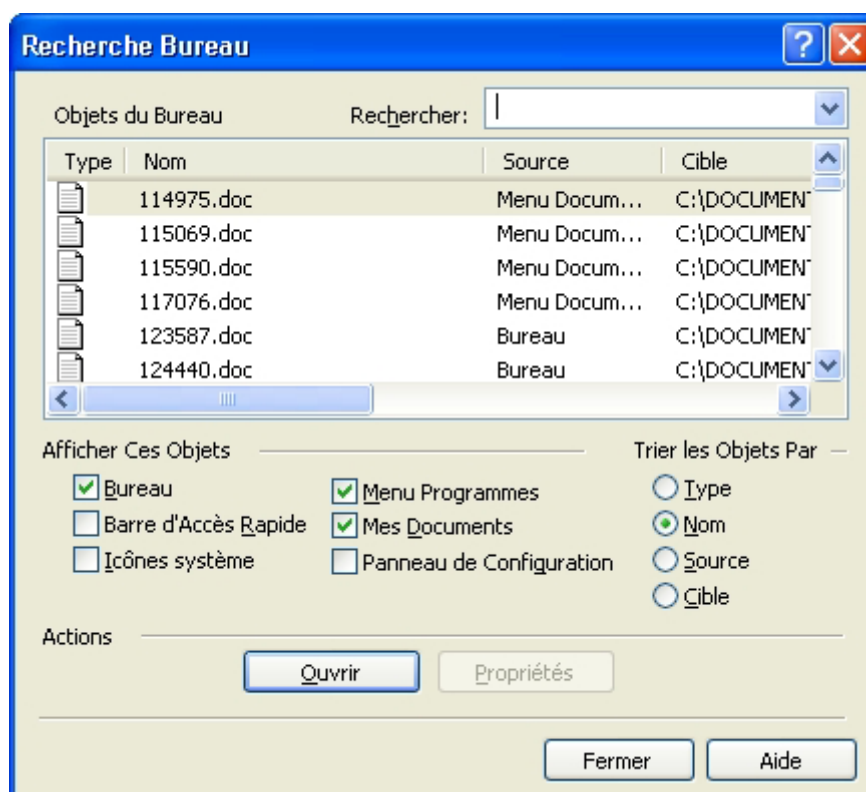 Recherche Bureau
Objets du Bureau Rechercher:
Type Nom Source Cible
114975.doc Menu Docum... C:\DOCUMENT
115069.doc Menu Docum... C:\DOCUMENT
115590.doc Menu Docum... C:\DOCUMENT
117076.doc Menu Docum... C:\DOCUMENT
123587.doc Bureau C:\DOCUMENT
124440.doc Bureau C:\DOCUMENT
Afficher Ces Objets Trier les Objets Par
Bureau Menu Programmes Type
Barre d'Accès Rapide Mes Documents Nom
Icônes système Panneau de Configuration Source
Cible
Actions
Ouvrir Propriétés
Fermer Aide